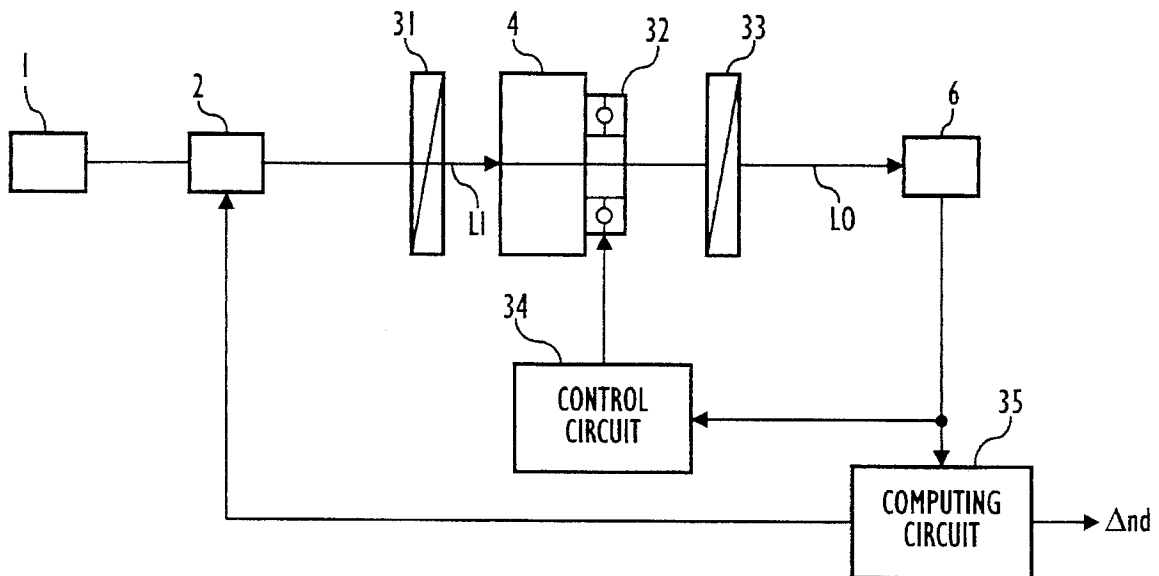 31
4
32
33
1
2
6
LI
LO
34
CONTROL
CIRCUIT
35
COMPUTING
CIRCUIT
Δnd